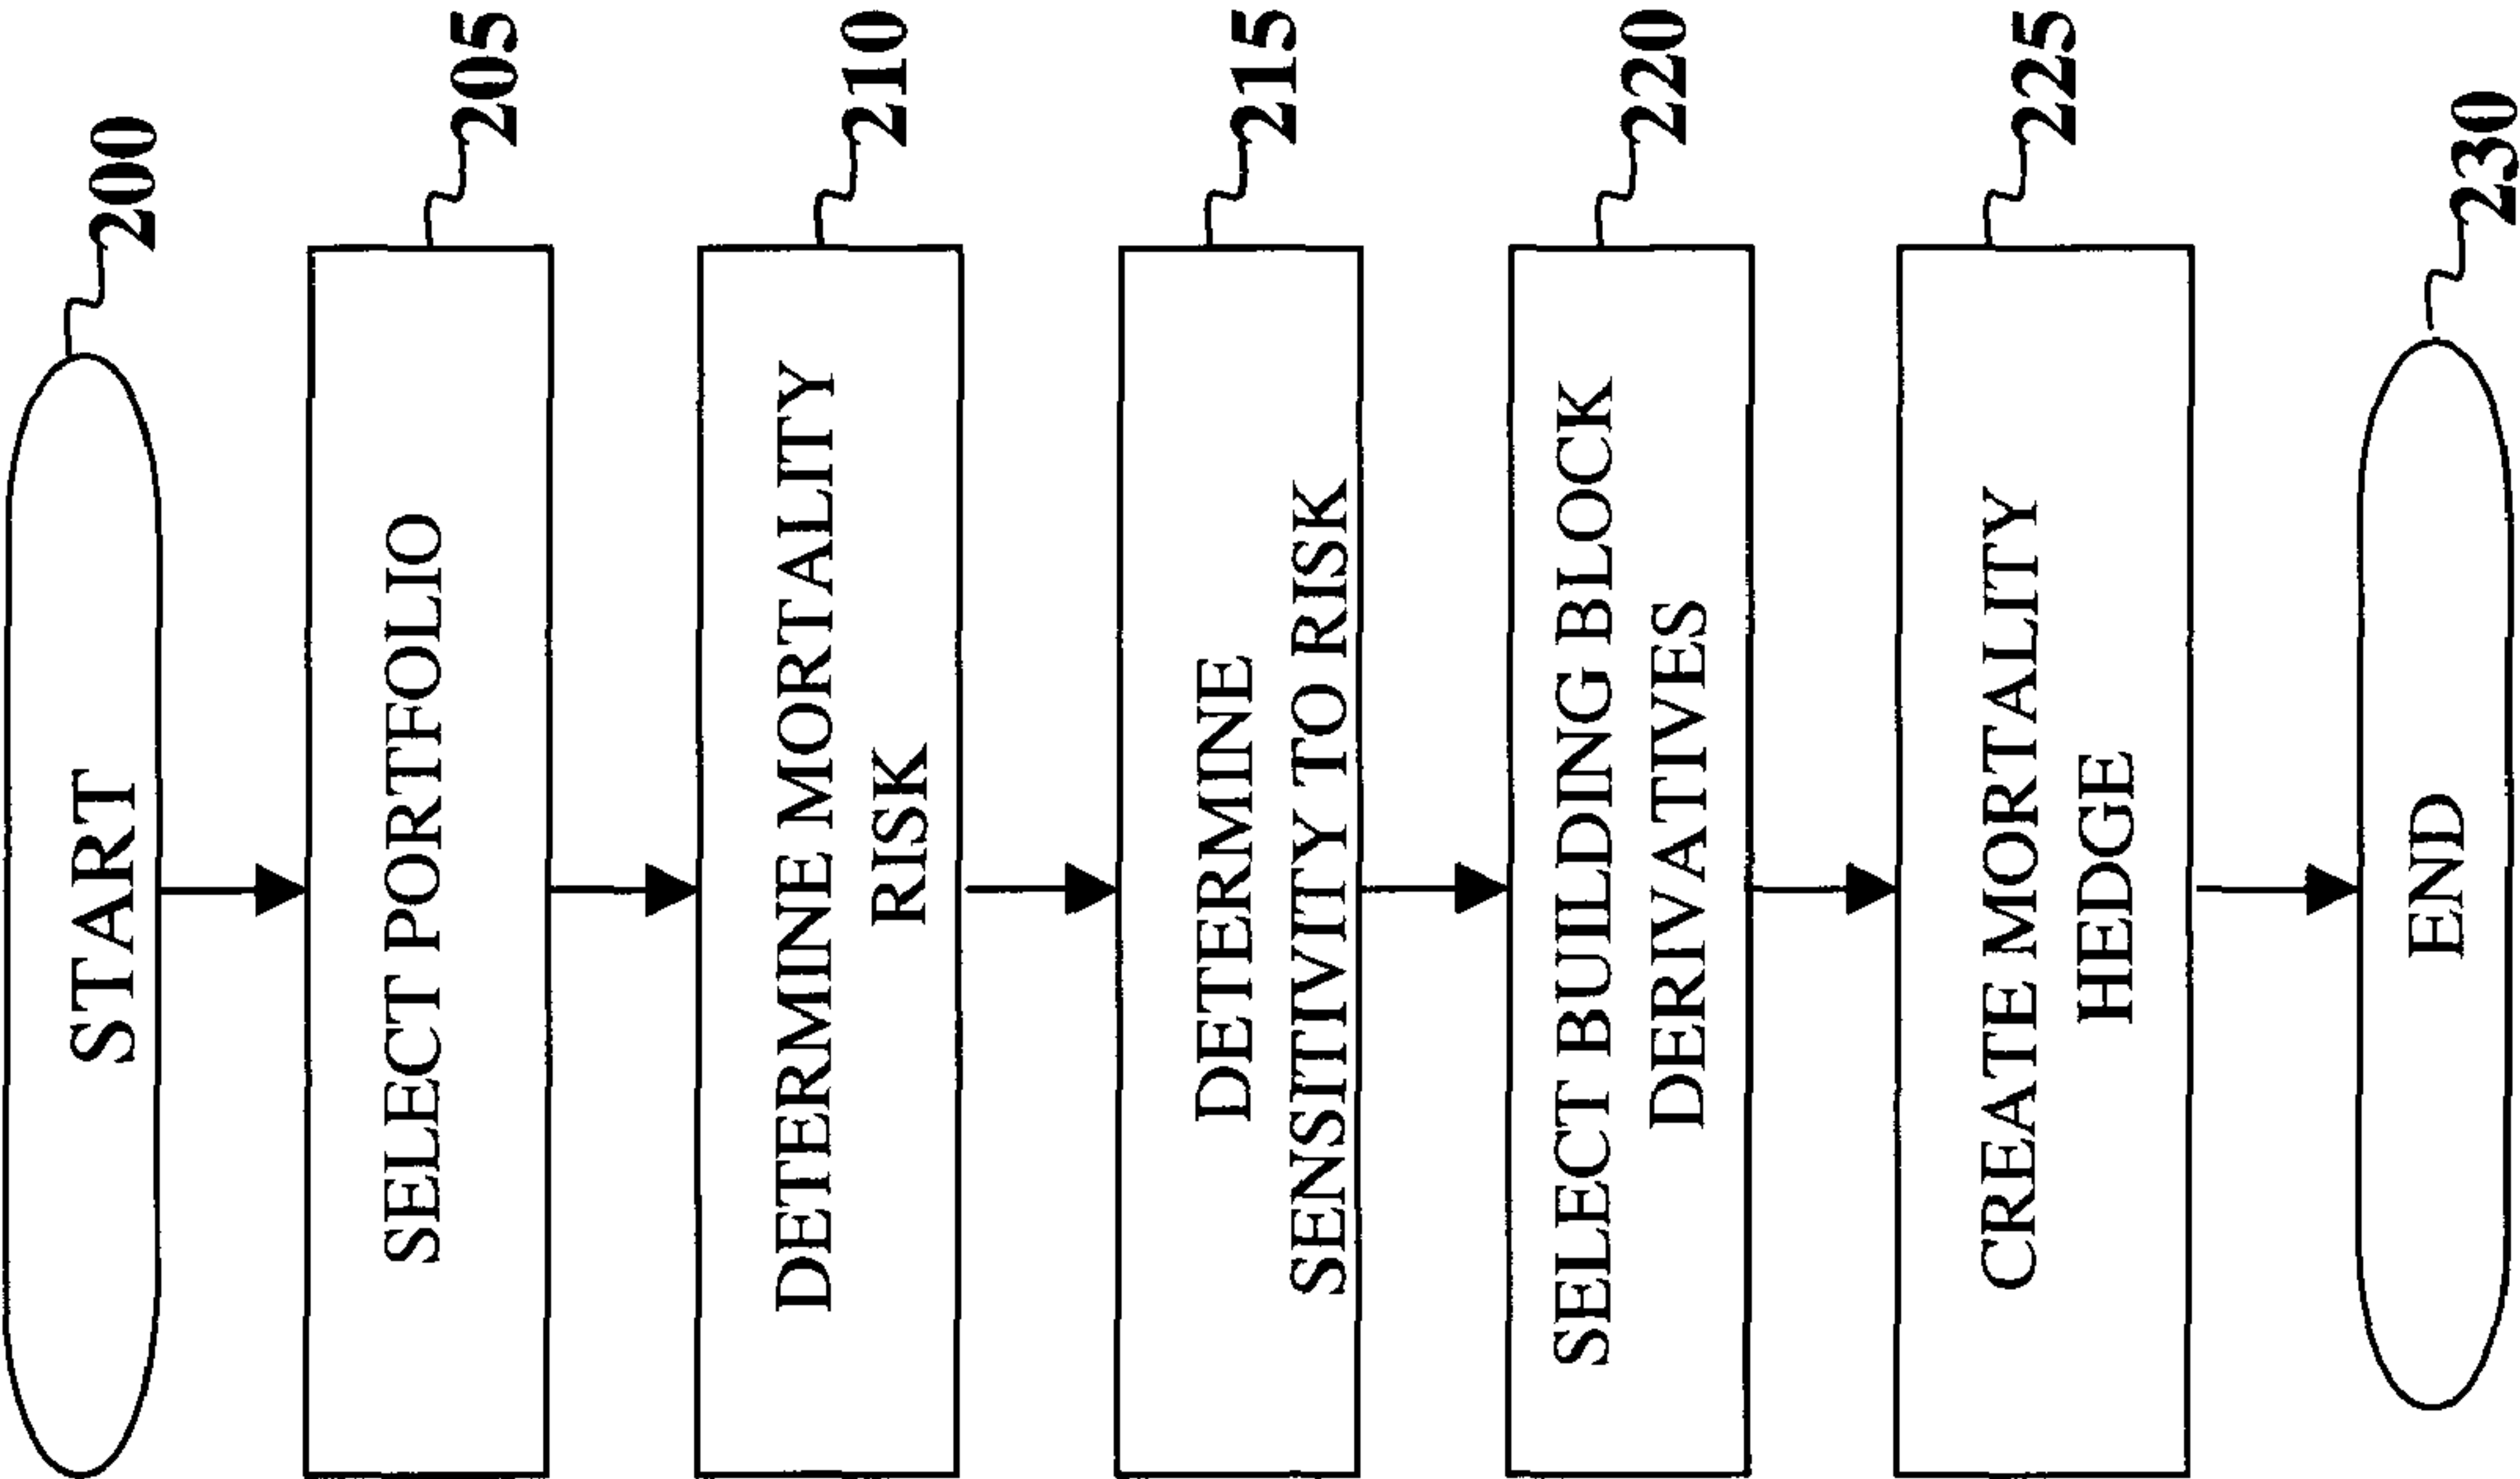 START
200
SELECT PORTFOLIO
205
DETERMINE MORTALITY
RISK
210
DETERMINE
SENSITIVITY TO RISK
215
SELECT BUILDING BLOCK
DERIVATIVES
220
CREATE MORTALITY
HEDGE
225
END
230